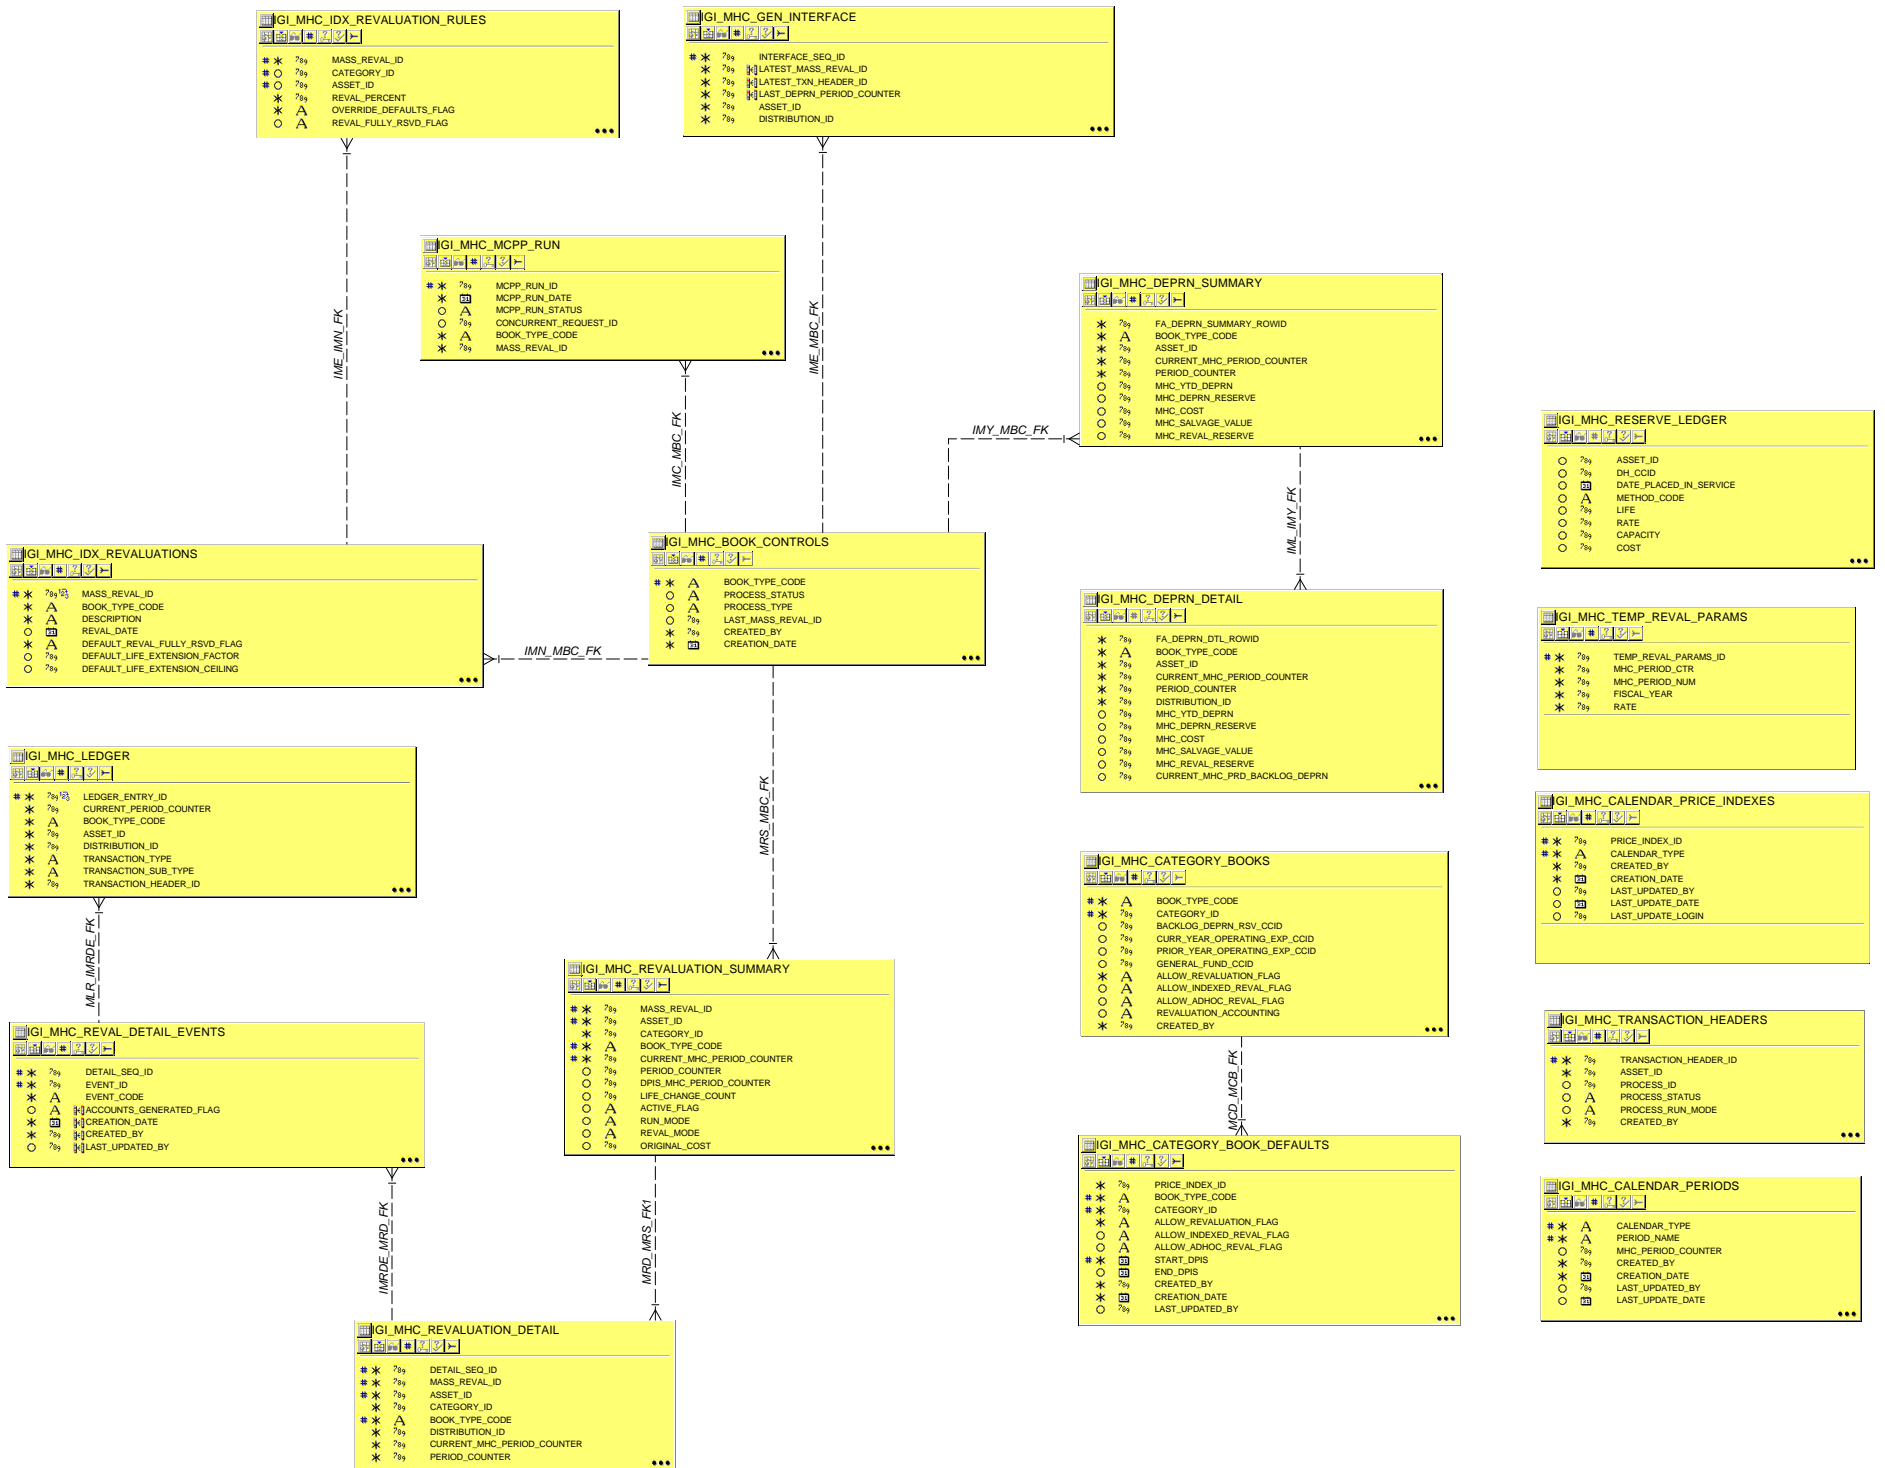 IGI_MHC_IDX_REVALUATION_RULES
MASS_REVAL_ID
CATEGORY_ID
ASSET_ID
REVAL_PERCENT
OVERRIDE_DEFAULTS_FLAG
REVAL_FULLY_RSVD_FLAG
IGI_MHC_GEN_INTERFACE
INTERFACE_SEQ_ID
LATEST_MASS_REVAL_ID
LATEST_TXN_HEADER_ID
LAST_DEPRN_PERIOD_COUNTER
ASSET_ID
DISTRIBUTION_ID
IME_IMN_FK
IGI_MHC_MCPP_RUN
MCPP_RUN_ID
MCPP_RUN_DATE
MCPP_RUN_STATUS
CONCURRENT_REQUEST_ID
BOOK_TYPE_CODE
MASS_REVAL_ID
IMC_MBC_FK
IME_MBC_FK
IGI_MHC_DEPRN_SUMMARY
FA_DEPRN_SUMMARY_ROWID
BOOK_TYPE_CODE
ASSET_ID
CURRENT_MHC_PERIOD_COUNTER
PERIOD_COUNTER
MHC_YTD_DEPRN
MHC_DEPRN_RESERVE
MHC_COST
MHC_SALVAGE_VALUE
MHC_REVAL_RESERVE
IMY_MBC_FK
IML_IMY_FK
IGI_MHC_RESERVE_LEDGER
ASSET_ID
DH_CCID
DATE_PLACED_IN_SERVICE
METHOD_CODE
LIFE
RATE
CAPACITY
COST
IGI_MHC_IDX_REVALUATIONS
MASS_REVAL_ID
BOOK_TYPE_CODE
DESCRIPTION
REVAL_DATE
DEFAULT_REVAL_FULLY_RSVD_FLAG
DEFAULT_LIFE_EXTENSION_FACTOR
DEFAULT_LIFE_EXTENSION_CEILING
IMN_MBC_FK
IGI_MHC_BOOK_CONTROLS
BOOK_TYPE_CODE
PROCESS_STATUS
PROCESS_TYPE
LAST_MASS_REVAL_ID
CREATED_BY
CREATION_DATE
IGI_MHC_DEPRN_DETAIL
FA_DEPRN_DTL_ROWID
BOOK_TYPE_CODE
ASSET_ID
CURRENT_MHC_PERIOD_COUNTER
PERIOD_COUNTER
DISTRIBUTION_ID
MHC_YTD_DEPRN
MHC_DEPRN_RESERVE
MHC_COST
MHC_SALVAGE_VALUE
MHC_REVAL_RESERVE
CURRENT_MHC_PRD_BACKLOG_DEPRN
IGI_MHC_TEMP_REVAL_PARAMS
TEMP_REVAL_PARAMS_ID
MHC_PERIOD_CTR
MHC_PERIOD_NUM
FISCAL_YEAR
RATE
IGI_MHC_LEDGER
LEDGER_ENTRY_ID
CURRENT_PERIOD_COUNTER
BOOK_TYPE_CODE
ASSET_ID
DISTRIBUTION_ID
TRANSACTION_TYPE
TRANSACTION_SUB_TYPE
TRANSACTION_HEADER_ID
MLR_IMRDE_FK
MRS_MBC_FK
IGI_MHC_CALENDAR_PRICE_INDEXES
PRICE_INDEX_ID
CALENDAR_TYPE
CREATED_BY
CREATION_DATE
LAST_UPDATED_BY
LAST_UPDATE_DATE
LAST_UPDATE_LOGIN
IGI_MHC_CATEGORY_BOOKS
BOOK_TYPE_CODE
CATEGORY_ID
BACKLOG_DEPRN_RSV_CCID
CURR_YEAR_OPERATING_EXP_CCID
PRIOR_YEAR_OPERATING_EXP_CCID
GENERAL_FUND_CCID
ALLOW_REVALUATION_FLAG
ALLOW_INDEXED_REVAL_FLAG
ALLOW_ADHOC_REVAL_FLAG
REVALUATION_ACCOUNTING
CREATED_BY
MCD_MCB_FK
IGI_MHC_REVALUATION_SUMMARY
MASS_REVAL_ID
ASSET_ID
CATEGORY_ID
BOOK_TYPE_CODE
CURRENT_MHC_PERIOD_COUNTER
PERIOD_COUNTER
DPIS_MHC_PERIOD_COUNTER
LIFE_CHANGE_COUNT
ACTIVE_FLAG
RUN_MODE
REVAL_MODE
ORIGINAL_COST
IGI_MHC_REVAL_DETAIL_EVENTS
DETAIL_SEQ_ID
EVENT_ID
EVENT_CODE
ACCOUNTS_GENERATED_FLAG
CREATION_DATE
CREATED_BY
LAST_UPDATED_BY
IMRDE_MRD_FK
MRD_MRS_FK1
IGI_MHC_TRANSACTION_HEADERS
TRANSACTION_HEADER_ID
ASSET_ID
PROCESS_ID
PROCESS_STATUS
PROCESS_RUN_MODE
CREATED_BY
IGI_MHC_CATEGORY_BOOK_DEFAULTS
PRICE_INDEX_ID
BOOK_TYPE_CODE
CATEGORY_ID
ALLOW_REVALUATION_FLAG
ALLOW_INDEXED_REVAL_FLAG
ALLOW_ADHOC_REVAL_FLAG
START_DPIS
END_DPIS
CREATED_BY
CREATION_DATE
LAST_UPDATED_BY
IGI_MHC_CALENDAR_PERIODS
CALENDAR_TYPE
PERIOD_NAME
MHC_PERIOD_COUNTER
CREATED_BY
CREATION_DATE
LAST_UPDATED_BY
LAST_UPDATE_DATE
IGI_MHC_REVALUATION_DETAIL
DETAIL_SEQ_ID
MASS_REVAL_ID
ASSET_ID
CATEGORY_ID
BOOK_TYPE_CODE
DISTRIBUTION_ID
CURRENT_MHC_PERIOD_COUNTER
PERIOD_COUNTER